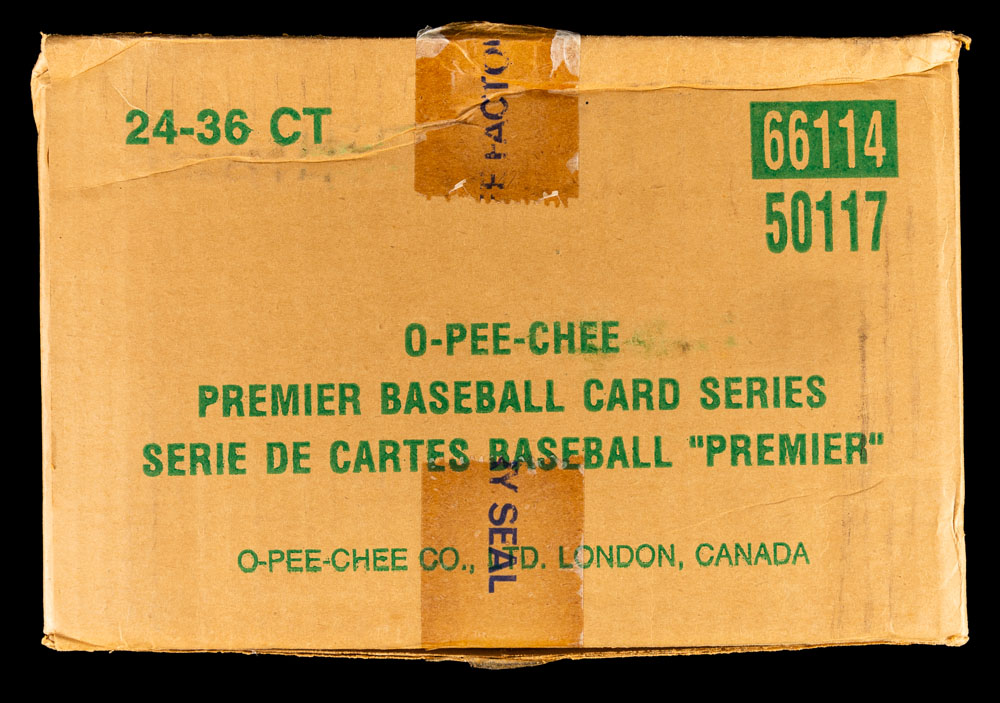 24-36 CT
66114
50117
O-PEE-CHEE
PREMIER BASEBALL CARD SERIES
SERIE DE CARTES BASEBALL "PREMIER"
O-PEE-CHEE CO., LTD. LONDON, CANADA
SEAL